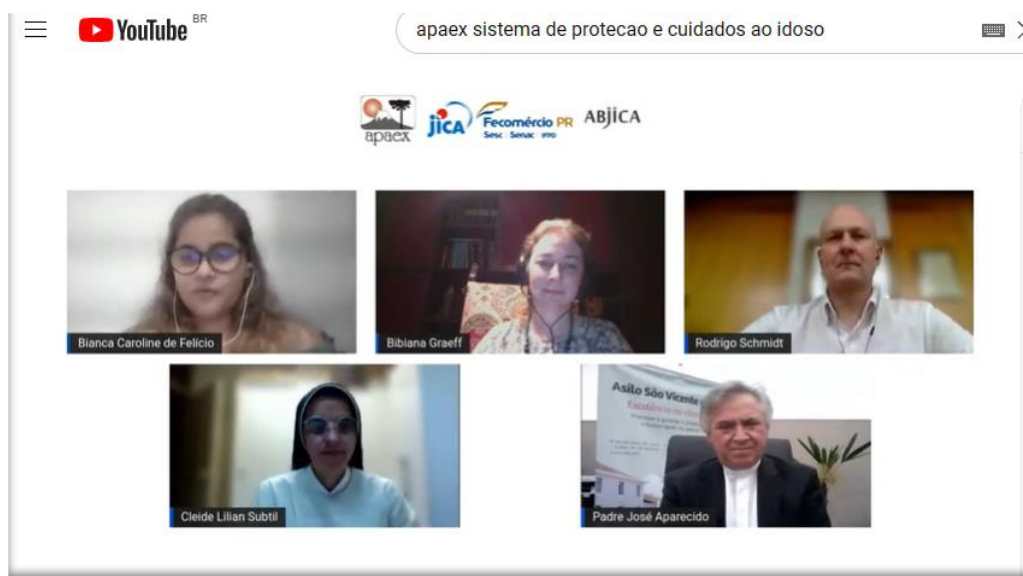 YouTube BR
apaex sistema de protecao e cuidados ao idoso
apaex
jICA
Fecomércio PR
Sesc Senac IFPD
ABJICA
Bianca Caroline de Felício
Bibiana Graeff
Rodrigo Schmidt
Asilo São Vicente
Cleide Lilian Subtil
Padre José Aparecido